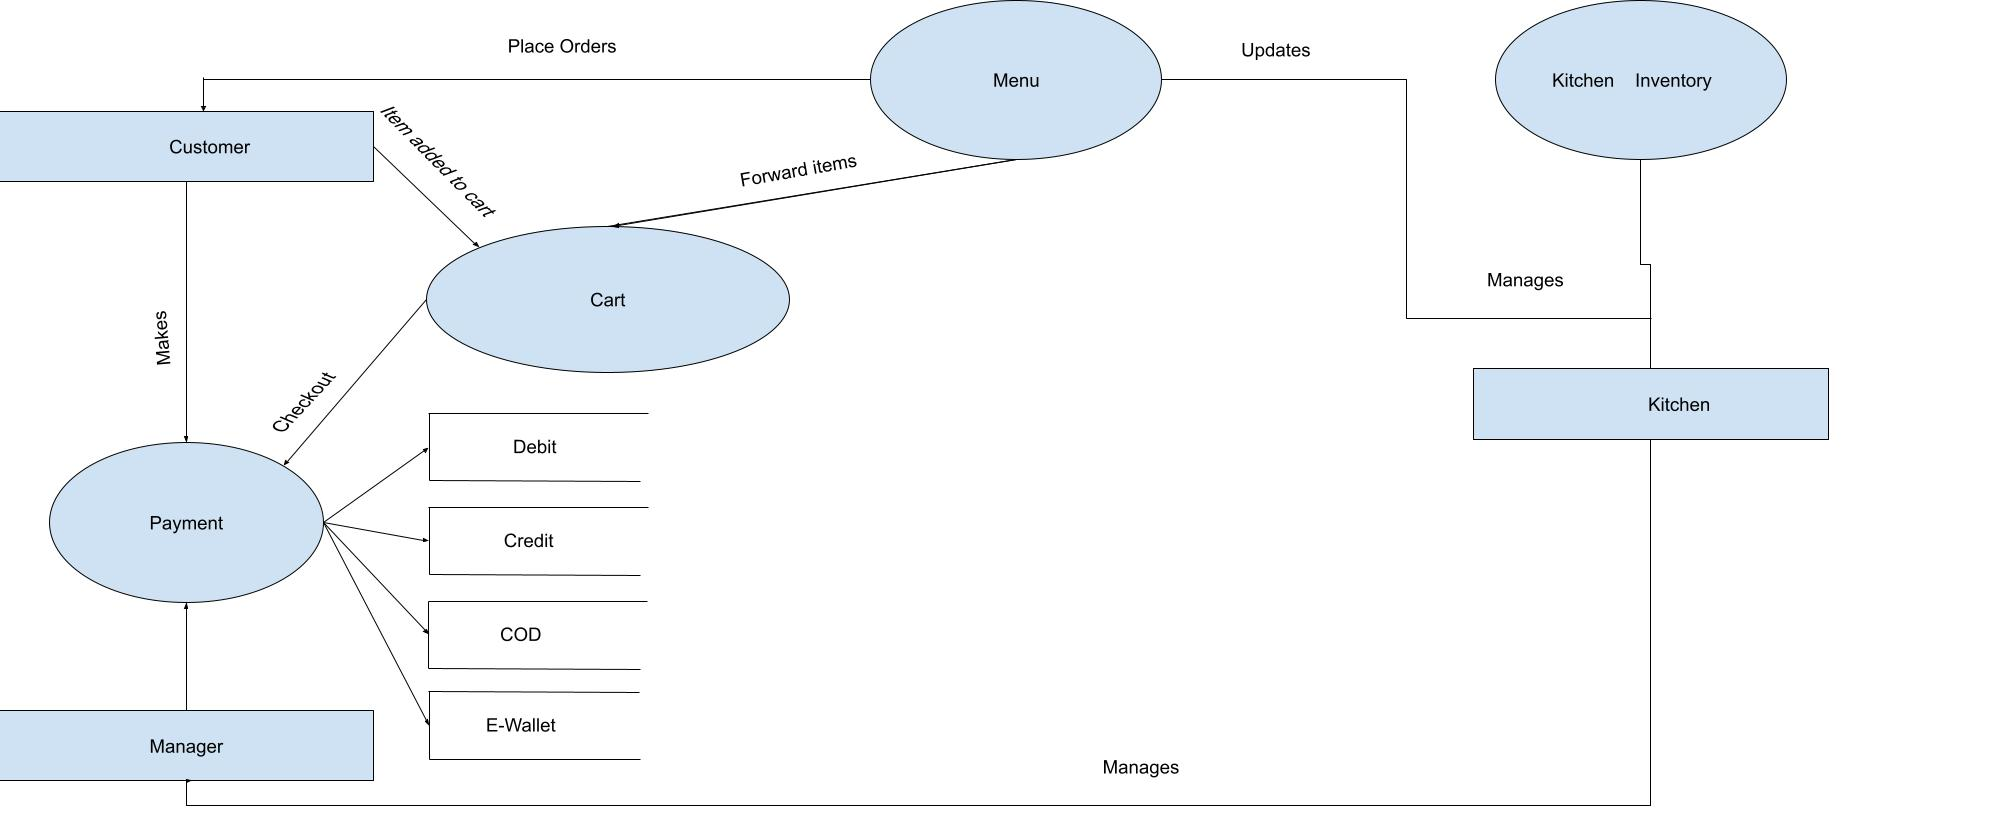 Place Orders
Menu
Updates
Kitchen Inventory
Customer
Item added to cart
Forward items
Manages
Cart
Makes
Checkout
Kitchen
Debit
Payment
Credit
COD
E-Wallet
Manager
Manages